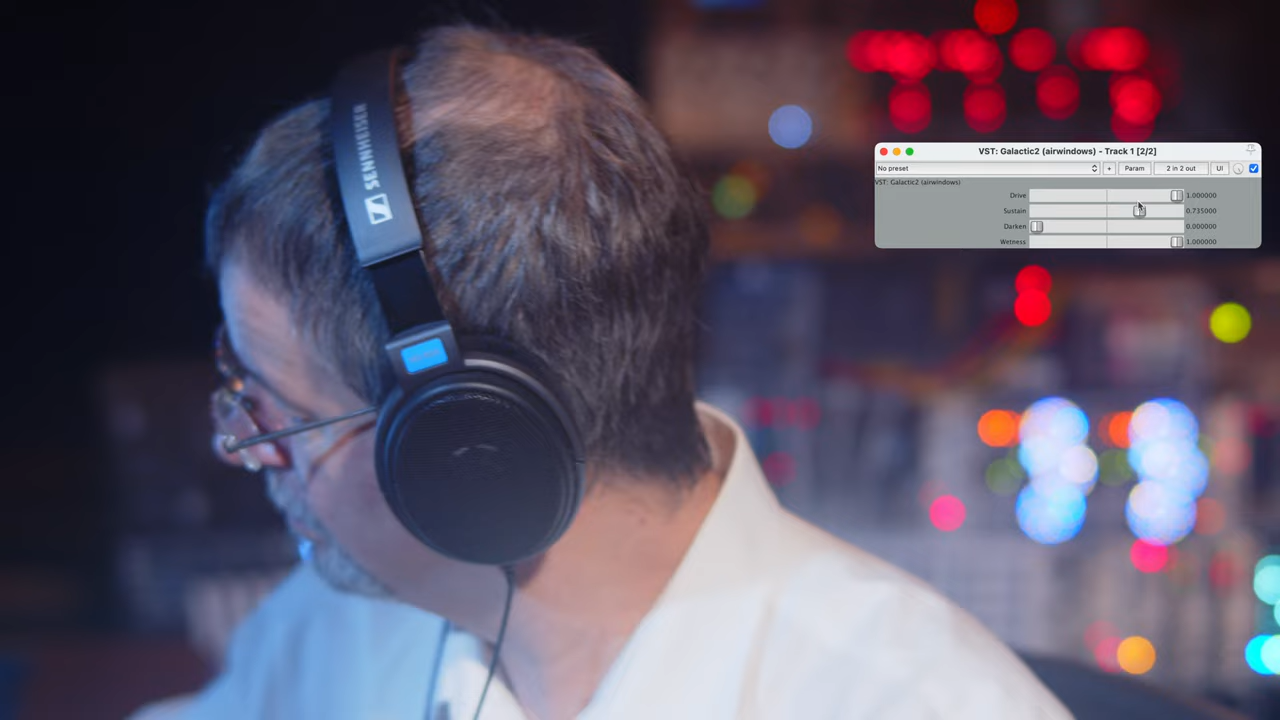 SENNHEISER
VST: Galactic2 (airwindows) - Track 1 [2/2]
No preset + Param 2 in 2 out UI
VST: Galactic2 (airwindows)
Drive 1.000000
Sustain 0.735000
Darken 0.000000
Wetness 1.000000